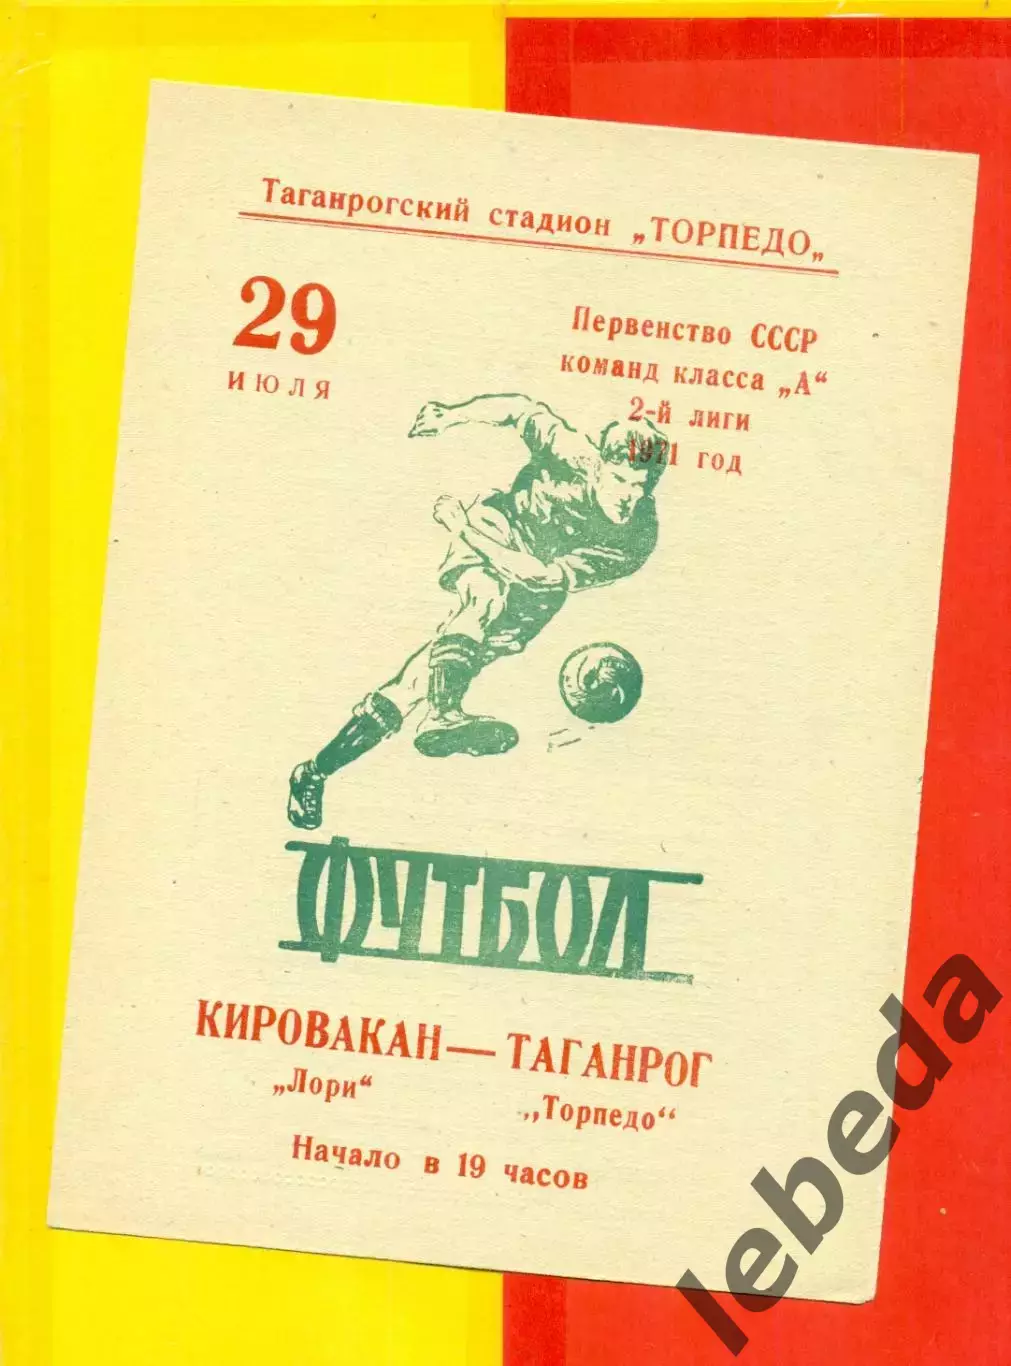 Таганрогский стадион „ТОРПЕДО„
29
ИЮЛЯ
Первенство СССР
команд класса „А“
2-й лиги
1971 год
ФУТБОЛ
КИРОВАКАН — ТАГАНРОГ
„Лори“
„Торпедо“
Начало в 19 часов
lebeda